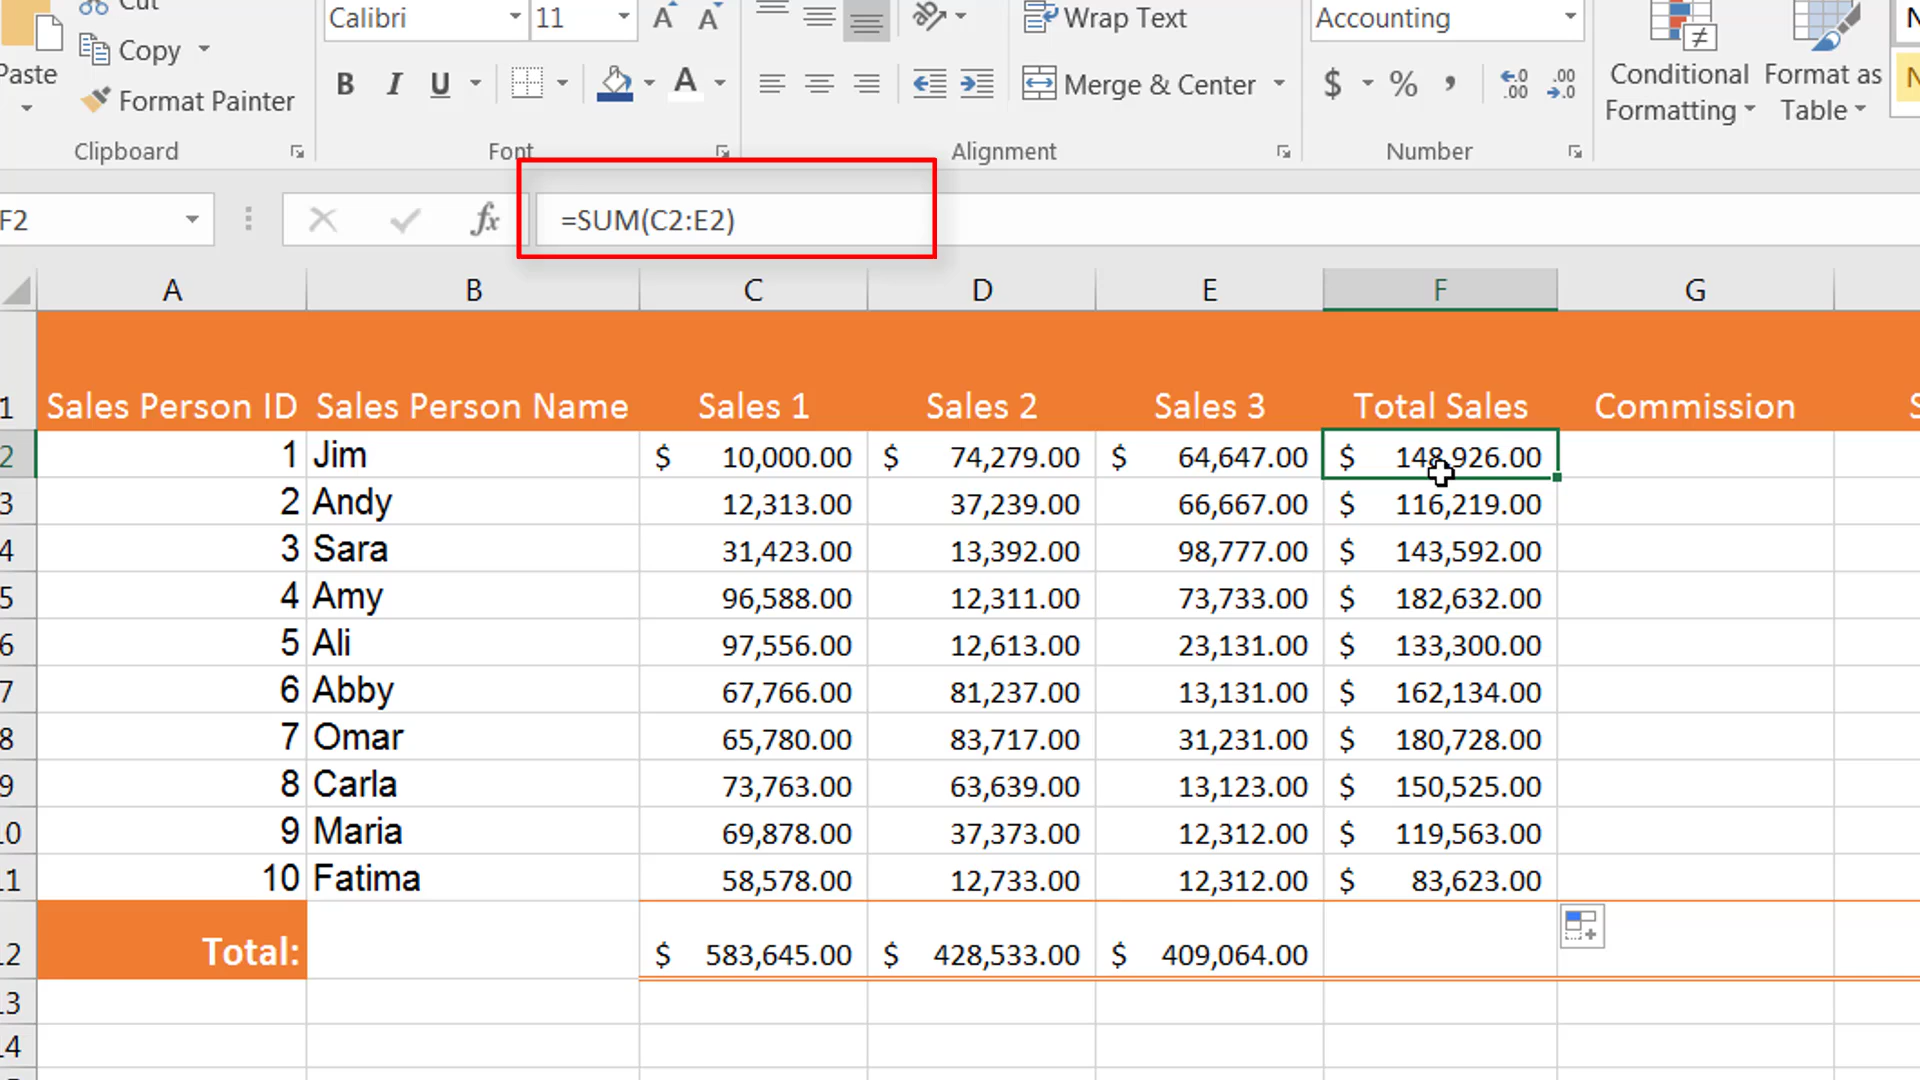 Cut
Calibri 11 Wrap Text Accounting
Copy
Paste B I U A Merge & Center $ % , Conditional Format as
Format Painter Formatting Table
Clipboard Font Alignment Number
F2 fx =SUM(C2:E2)
A B C D E F G
1 Sales Person ID Sales Person Name Sales 1 Sales 2 Sales 3 Total Sales Commission
2 1 Jim $ 10,000.00 $ 74,279.00 $ 64,647.00 $ 148,926.00
3 2 Andy 12,313.00 37,239.00 66,667.00 $ 116,219.00
4 3 Sara 31,423.00 13,392.00 98,777.00 $ 143,592.00
5 4 Amy 96,588.00 12,311.00 73,733.00 $ 182,632.00
6 5 Ali 97,556.00 12,613.00 23,131.00 $ 133,300.00
7 6 Abby 67,766.00 81,237.00 13,131.00 $ 162,134.00
8 7 Omar 65,780.00 83,717.00 31,231.00 $ 180,728.00
9 8 Carla 73,763.00 63,639.00 13,123.00 $ 150,525.00
10 9 Maria 69,878.00 37,373.00 12,312.00 $ 119,563.00
11 10 Fatima 58,578.00 12,733.00 12,312.00 $ 83,623.00
12 Total: $ 583,645.00 $ 428,533.00 $ 409,064.00
13
14